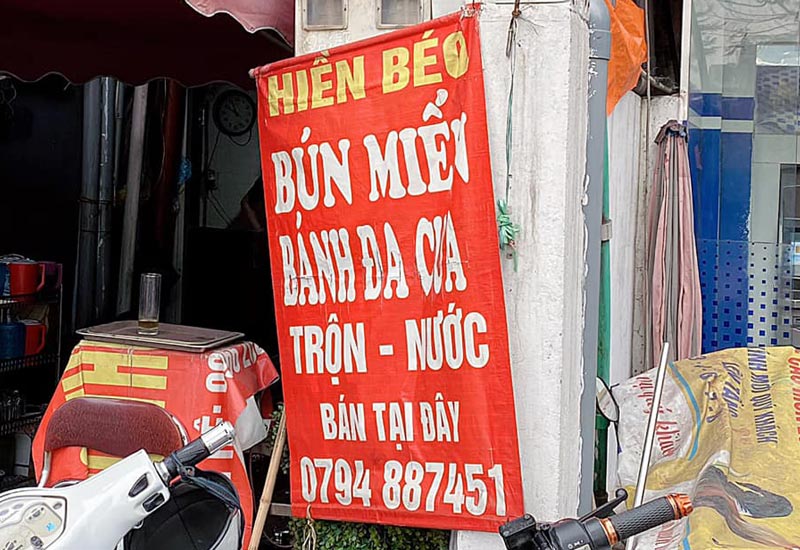 HIỀN BÉO
BÚN MIẾN
BÁNH ĐA CUA
TRỘN - NƯỚC
BÁN TẠI ĐÂY
0794 887451